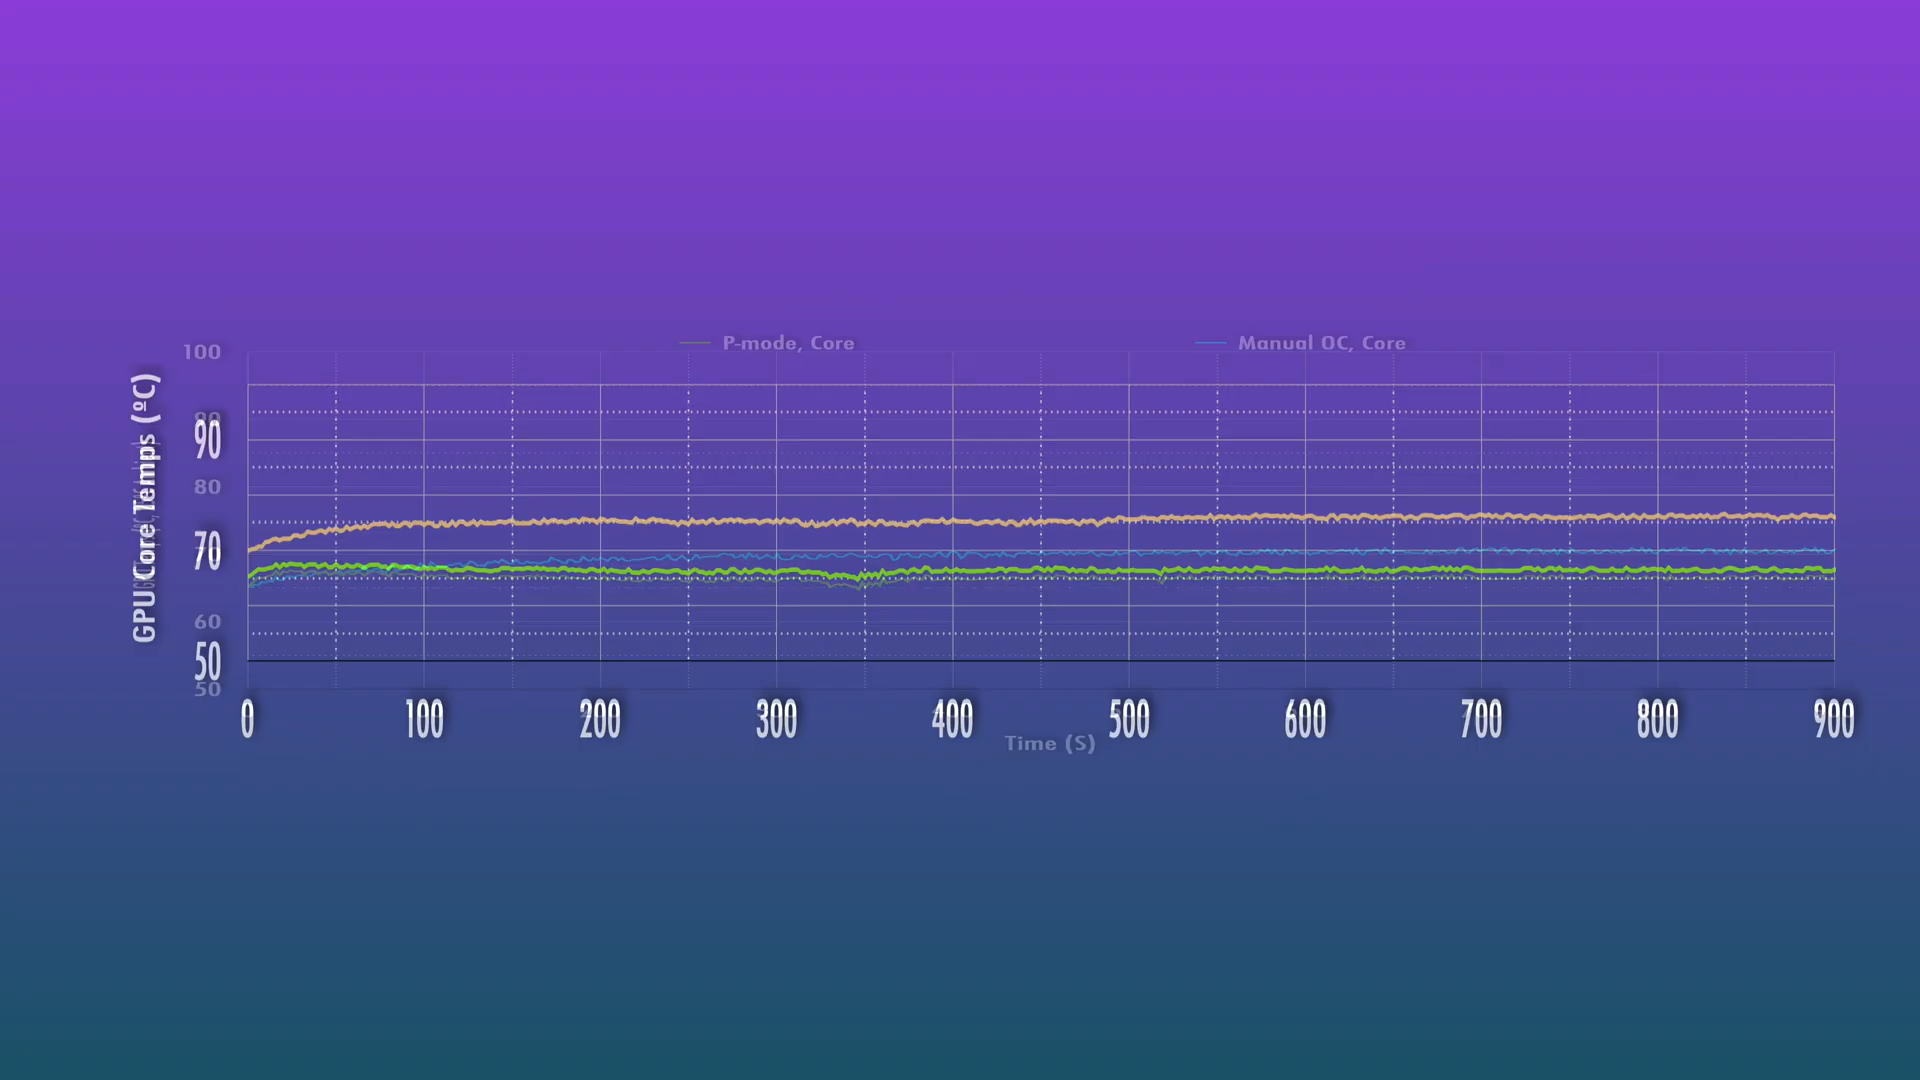 P-mode, Core
Manual OC, Core
100
90
80
70
60
50
50
GPU Core Temps (ºC)
0 100 200 300 400 500 600 700 800 900
Time (S)